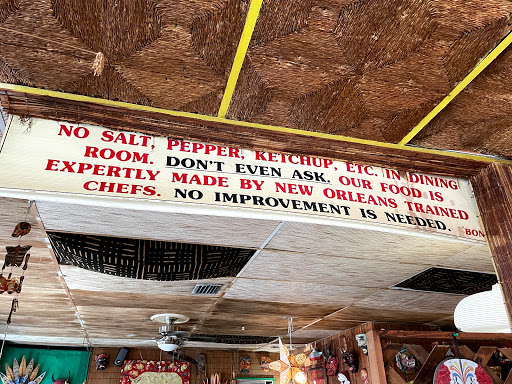 NO SALT, PEPPER, KETCHUP, ETC. IN DINING
ROOM. DON'T EVEN ASK. OUR FOOD IS
EXPERTLY MADE BY NEW ORLEANS TRAINED
CHEFS. NO IMPROVEMENT IS NEEDED.